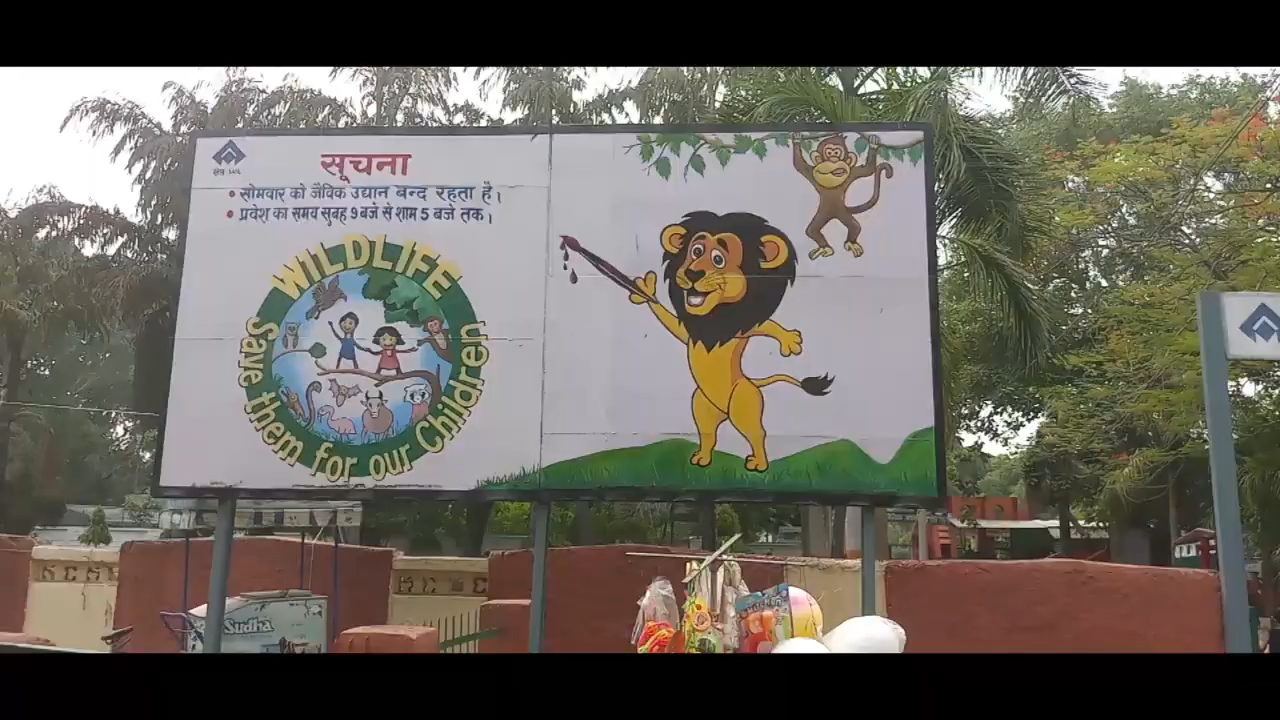 सूचना
• सोमवार को जैविक उद्यान बन्द रहता है।
• प्रवेश का समय सुबह 9 बजे से शाम 5 बजे तक।
WILDLIFE
Save them for our Children
Sudha